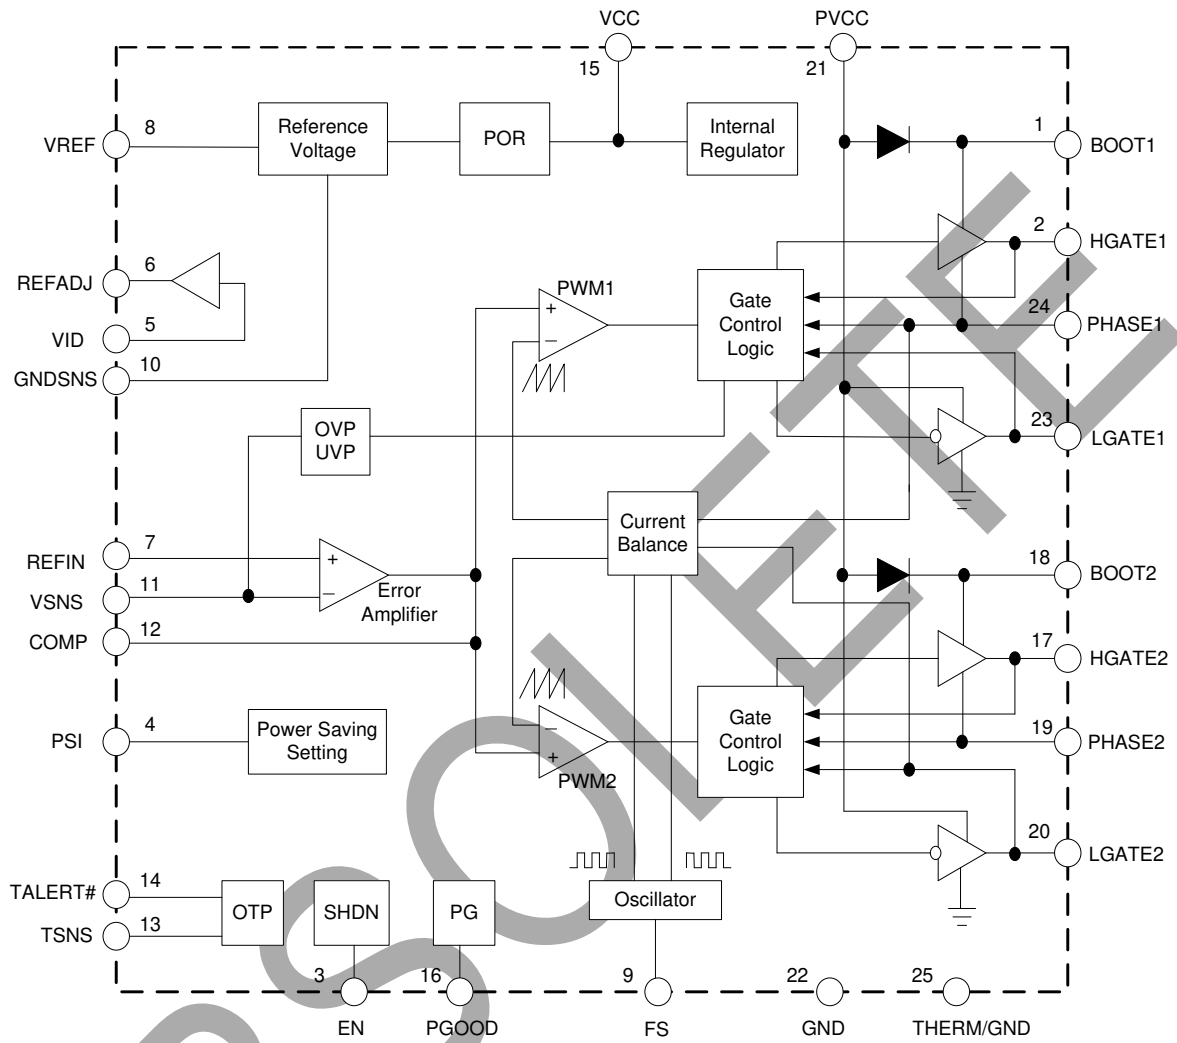 VCC
PVCC
15
21
8
VREF
Reference
Voltage
POR
Internal
Regulator
1
BOOT1
2
HGATE1
6
REFADJ
5
VID
10
GNDSNS
PWM1
+
−
Gate
Control
Logic
24
PHASE1
23
LGATE1
OVP
UVP
Current
Balance
7
REFIN
11
VSNS
12
COMP
+
−
Error
Amplifier
18
BOOT2
17
HGATE2
4
PSI
Power Saving
Setting
−
+
PWM2
Gate
Control
Logic
19
PHASE2
20
LGATE2
14
TALERT#
13
TSNS
OTP
SHDN
PG
Oscillator
3
16
9
22
25
EN
PGOOD
FS
GND
THERM/GND
OBSOLETE